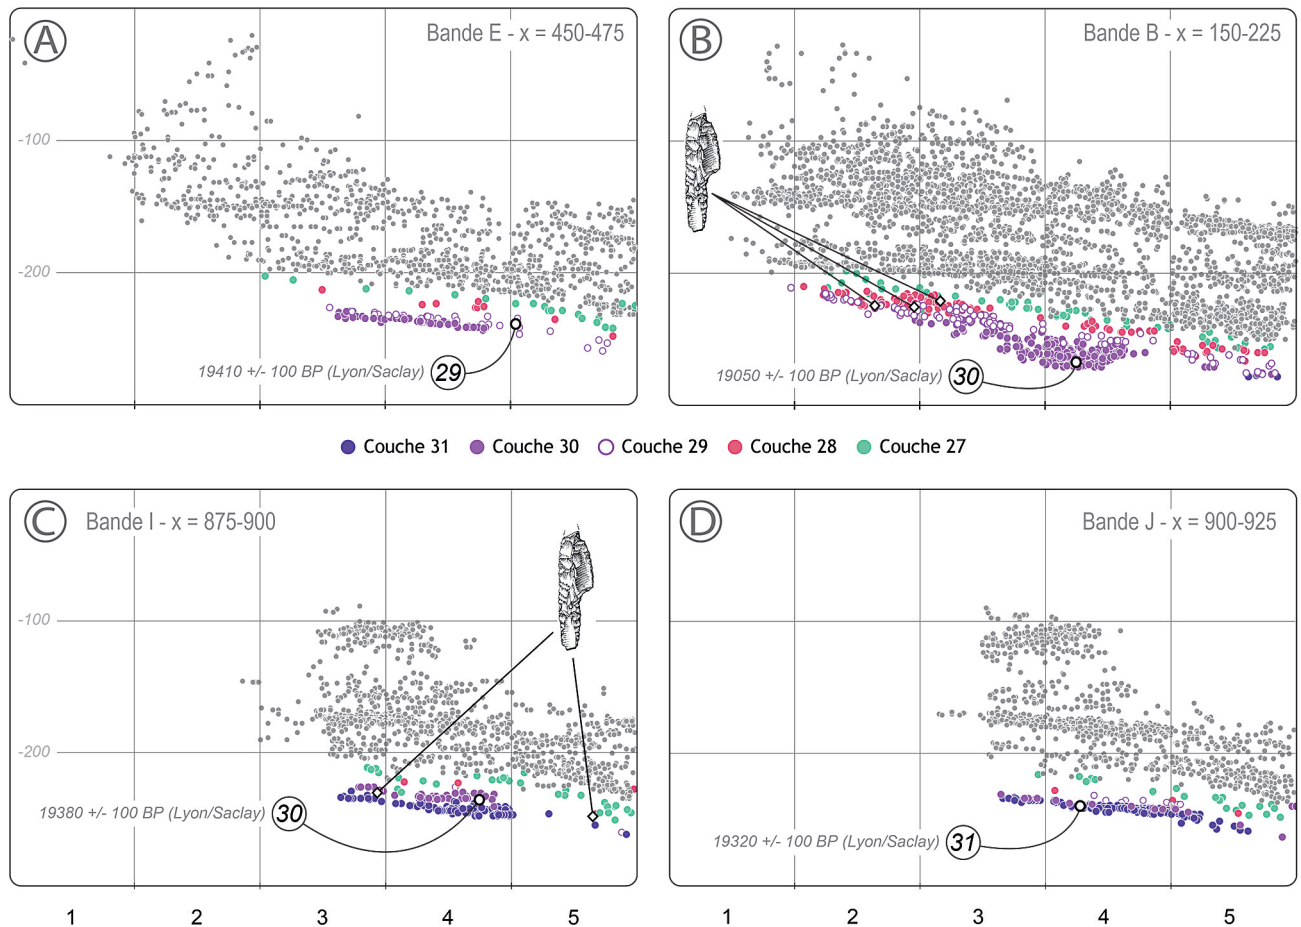 A
Bande E - x = 450-475
-100
-200
19410 +/- 100 BP (Lyon/Saclay)
29
B
Bande B - x = 150-225
19050 +/- 100 BP (Lyon/Saclay)
30
Couche 31 Couche 30 Couche 29 Couche 28 Couche 27
C
Bande I - x = 875-900
-100
-200
19380 +/- 100 BP (Lyon/Saclay)
30
D
Bande J - x = 900-925
19320 +/- 100 BP (Lyon/Saclay)
31
1 2 3 4 5
1 2 3 4 5